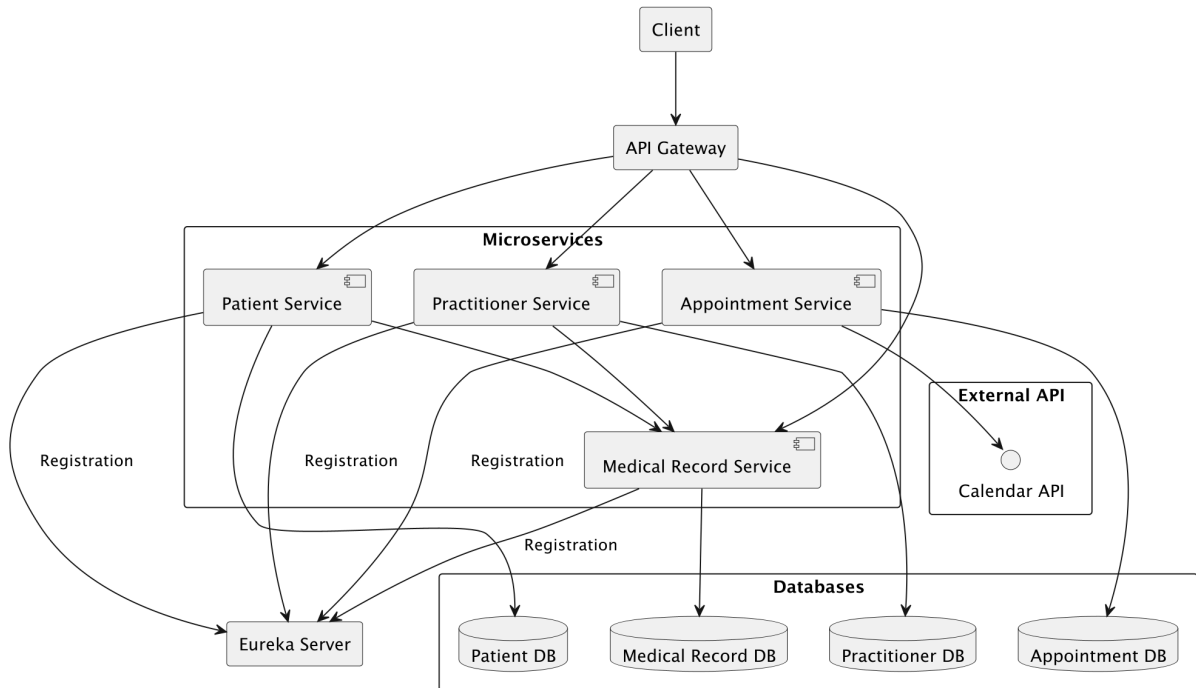 Client
API Gateway
Microservices
Patient Service
Practitioner Service
Appointment Service
External API
Registration
Registration
Registration
Medical Record Service
Calendar API
Registration
Databases
Eureka Server
Patient DB
Medical Record DB
Practitioner DB
Appointment DB